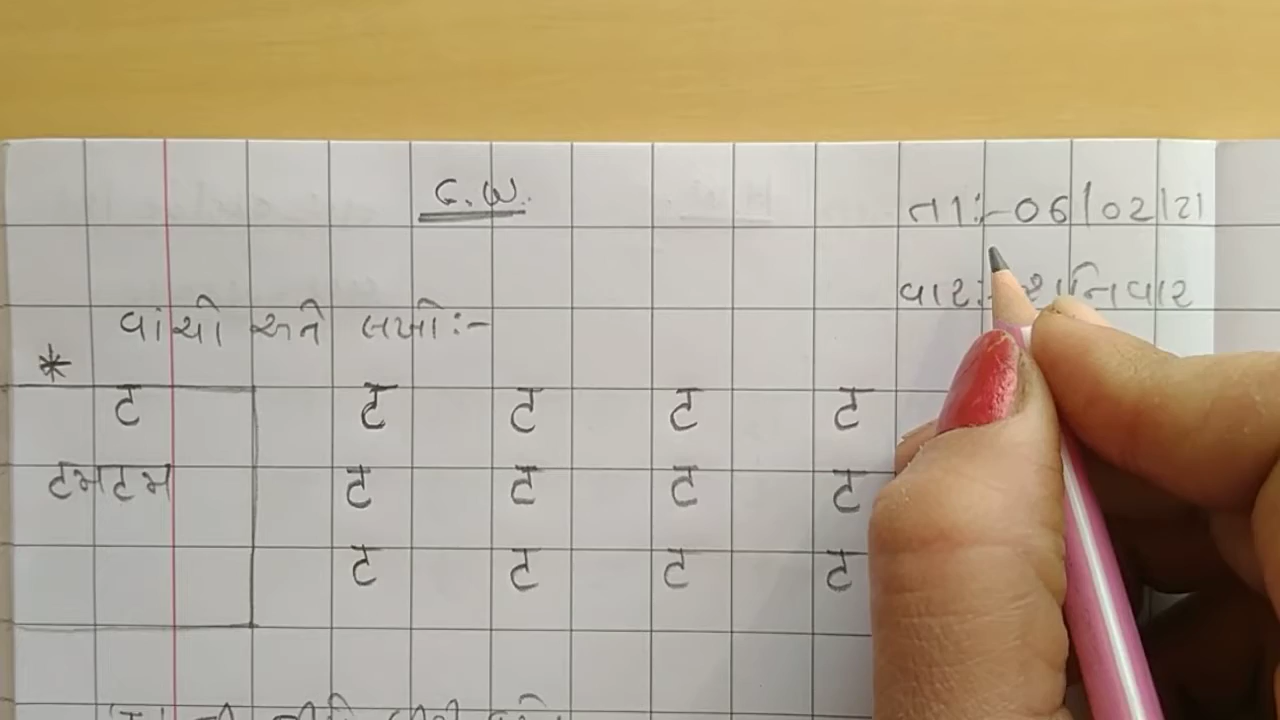 C.W.
તા:-06/02/21
વાર:-શનિવાર
વાંચો અને લખો:-
*
ટ ટ ટ ટ ટ
ટમટમ ટ ટ ટ ટ
ટ ટ ટ ટ